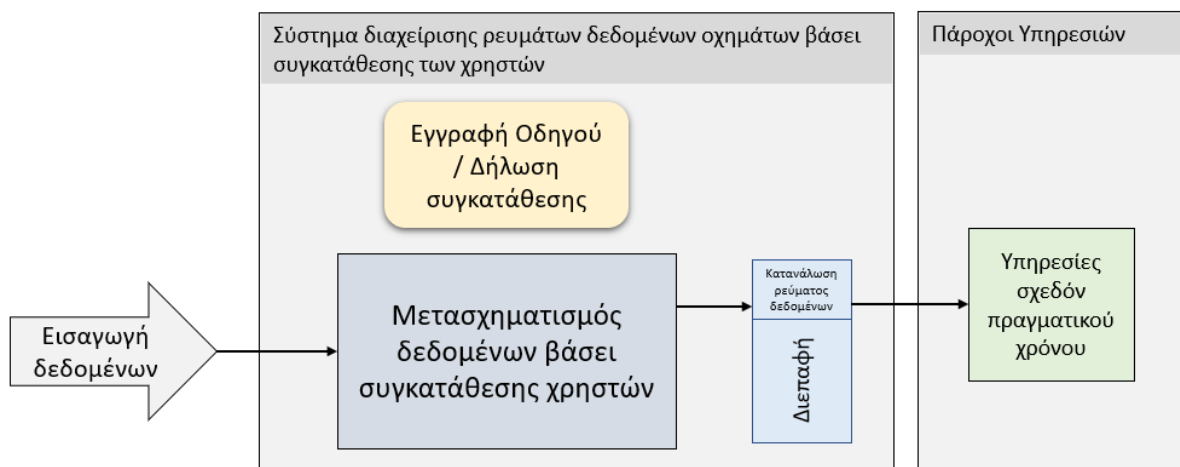 Σύστημα διαχείρισης ρευμάτων δεδομένων οχημάτων βάσει
συγκατάθεσης των χρηστών
Πάροχοι Υπηρεσιών
Εγγραφή Οδηγού
/ Δήλωση
συγκατάθεσης
Εισαγωγή
δεδομένων
Μετασχηματισμός
δεδομένων βάσει
συγκατάθεσης χρηστών
Κατανάλωση
ρεύματος
δεδομένων
Διεπαφή
Υπηρεσίες
σχεδόν
πραγματικού
χρόνου